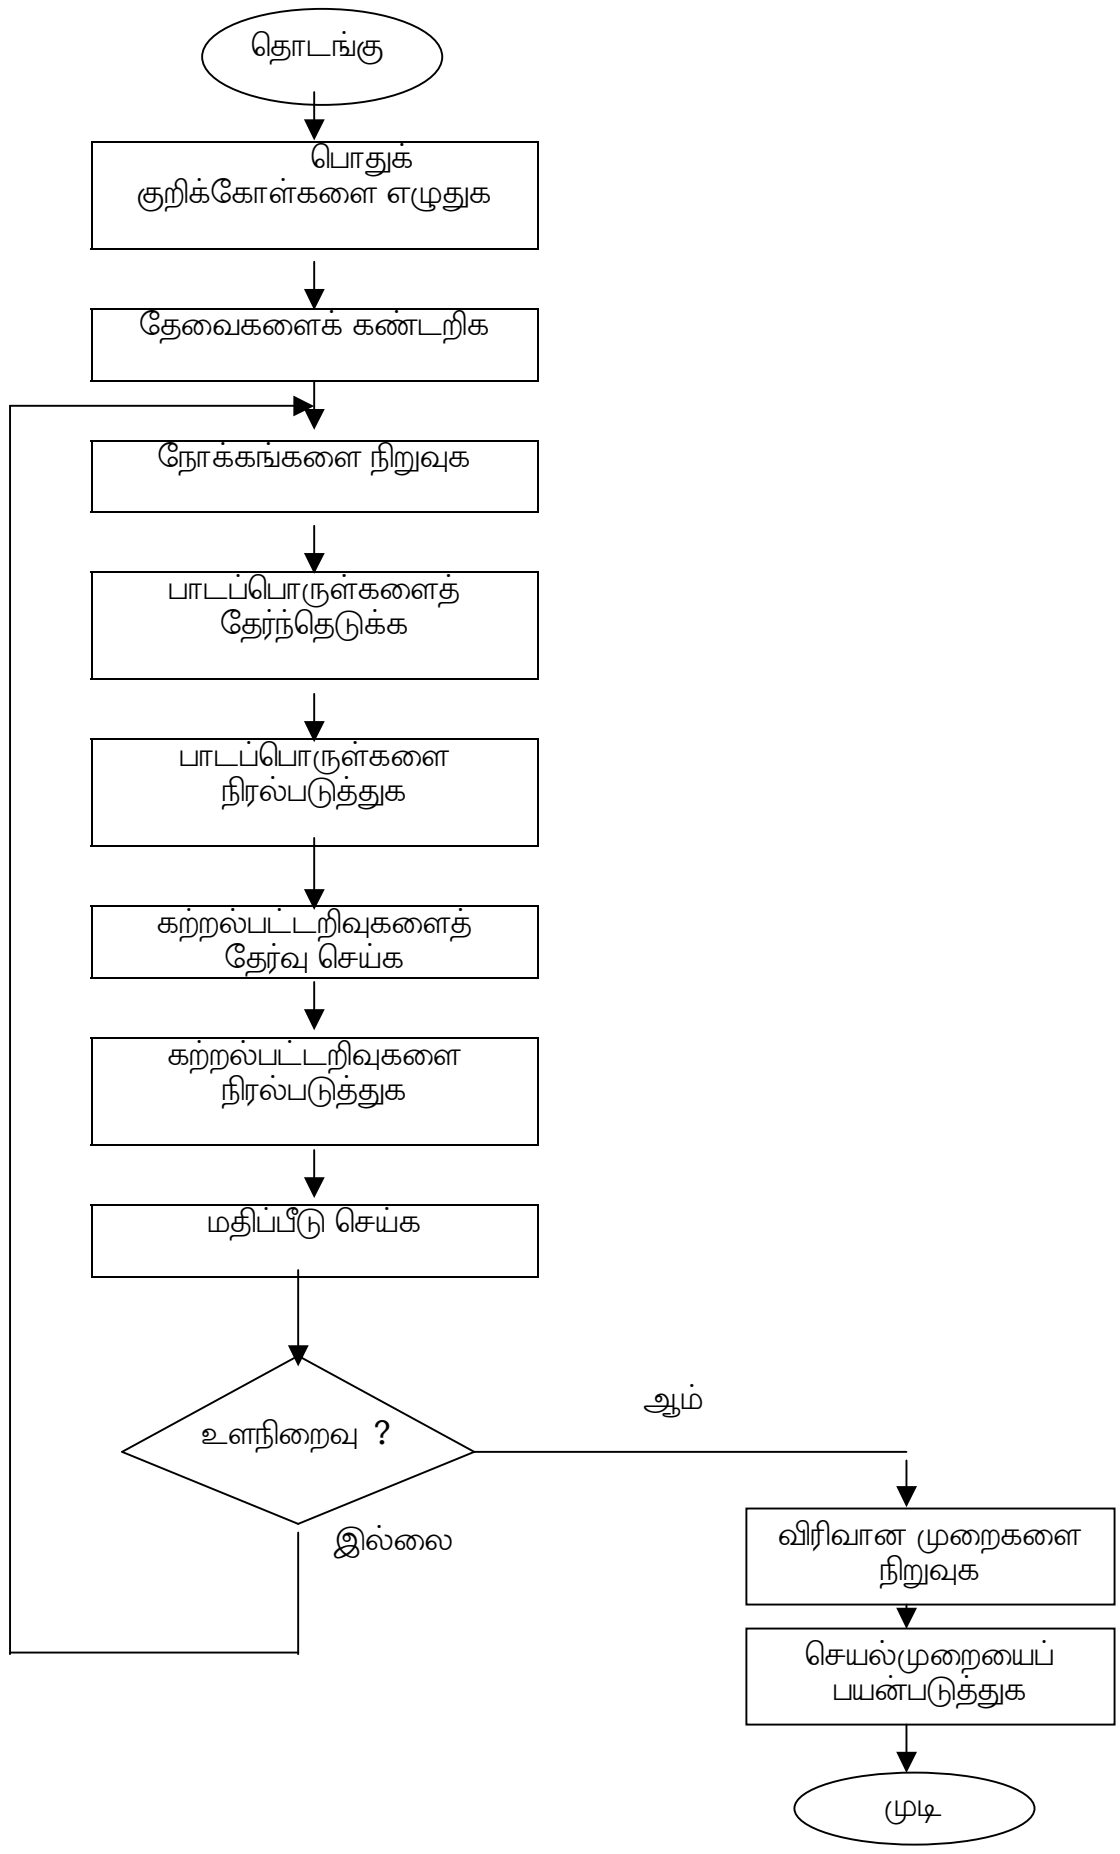 தொடங்கு
பொதுக்
குறிக்கோள்களை எழுதுக
தேவைகளைக் கண்டறிக
நோக்கங்களை நிறுவுக
பாடப்பொருள்களைத்
தேர்ந்தெடுக்க
பாடப்பொருள்களை
நிரல்படுத்துக
கற்றல்பட்டறிவுகளைத்
தேர்வு செய்க
கற்றல்பட்டறிவுகளை
நிரல்படுத்துக
மதிப்பீடு செய்க
உளநிறைவு ?
ஆம்
இல்லை
விரிவான முறைகளை
நிறுவுக
செயல்முறையைப்
பயன்படுத்துக
முடி